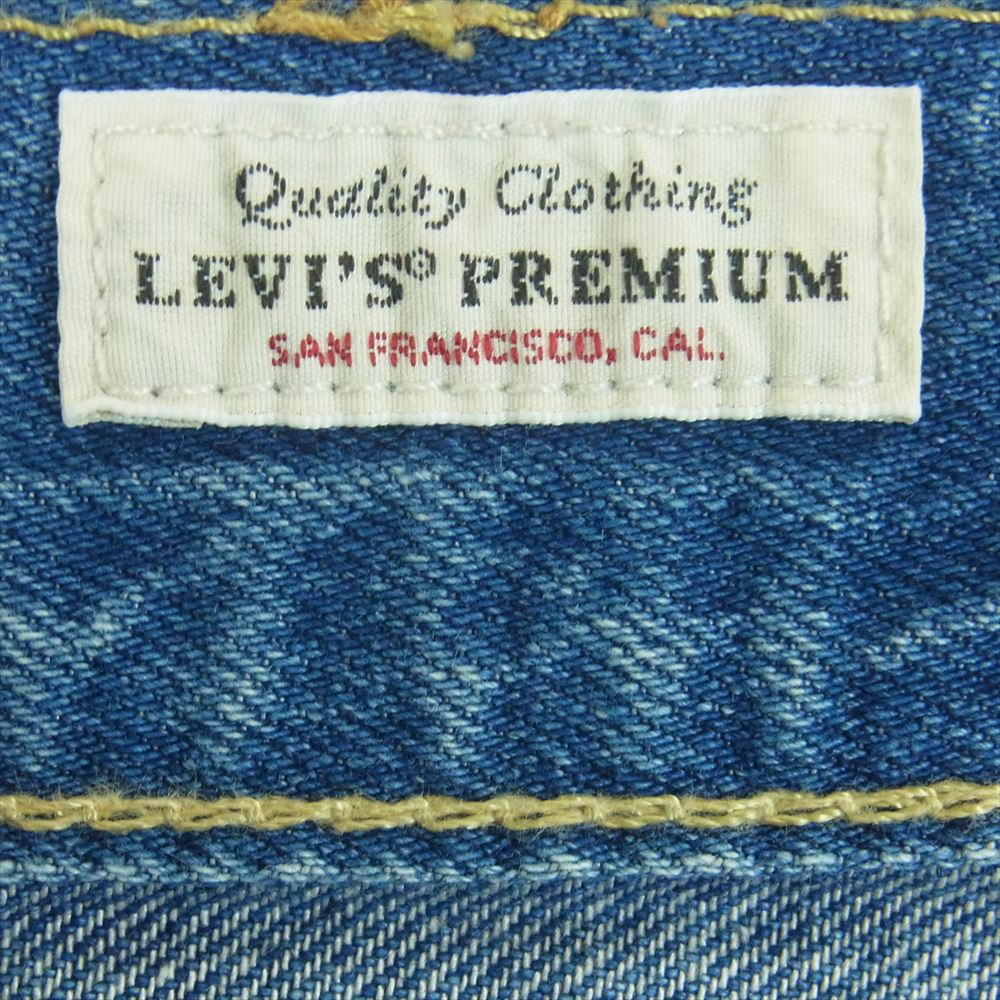 Quality Clothing
LEVI'S® PREMIUM
SAN FRANCISCO, CAL.